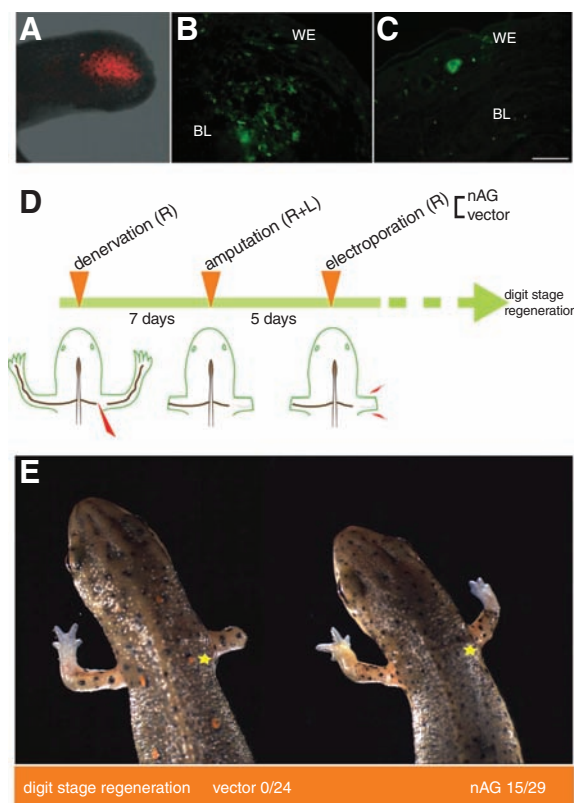 A
B
WE
BL
C
WE
BL
D
denervation (R)
amputation (R+L)
electroporation (R)
nAG
vector
7 days
5 days
digit stage
regeneration
E
digit stage regeneration vector 0/24 nAG 15/29